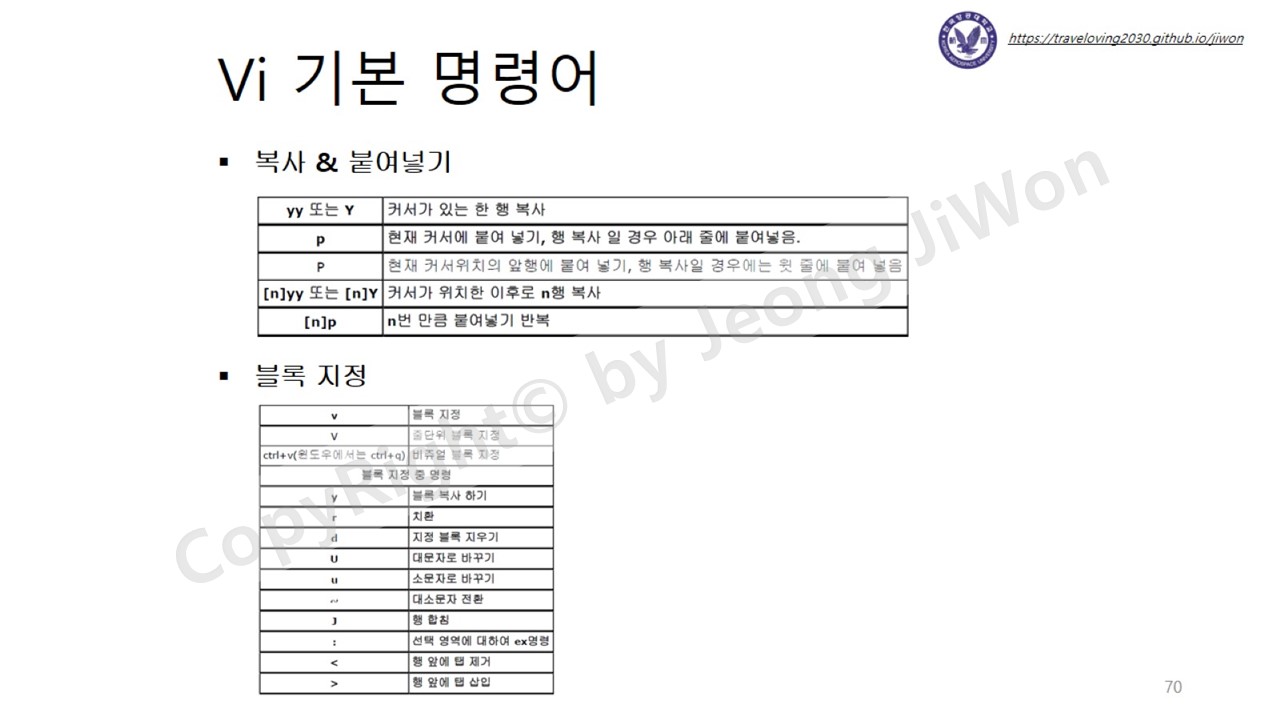 https://traveloving2030.github.io/jiwon
Vi 기본 명령어
▪ 복사 & 붙여넣기
yy 또는 Y 커서가 있는 한 행 복사
p 현재 커서에 붙여 넣기, 행 복사 일 경우 아래 줄에 붙여넣음.
P 현재 커서위치의 앞행에 붙여 넣기, 행 복사일 경우에는 윗 줄에 붙여 넣음
[n]yy 또는 [n]Y 커서가 위치한 이후로 n행 복사
[n]p n번 만큼 붙여넣기 반복
▪ 블록 지정
v 블록 지정
V 줄단위 블록 지정
ctrl+v(윈도우에서는 ctrl+q) 비쥬얼 블록 지정
블록 지정 중 명령
y 블록 복사 하기
r 치환
d 지정 블록 지우기
U 대문자로 바꾸기
u 소문자로 바꾸기
~ 대소문자 전환
J 행 합침
: 선택 영역에 대하여 ex명령
< 행 앞에 탭 제거
> 행 앞에 탭 삽입
CopyRight© by Jeong JiWon
70